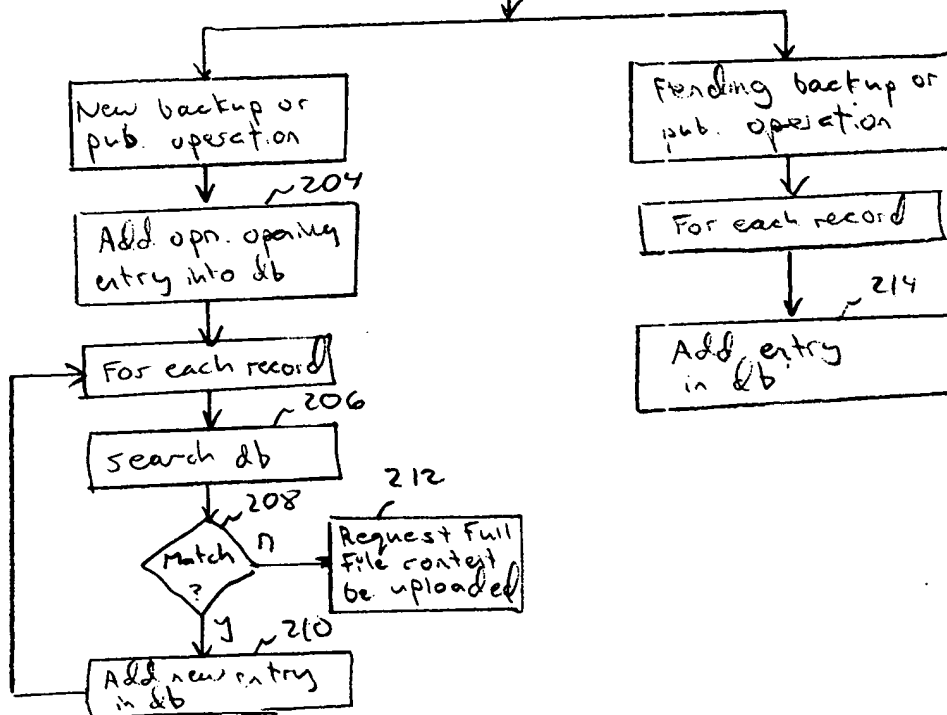 New backup or
pub. operation
204
Add opn. opening
entry into db
For each record
206
search db
208
Match
?
n
212
Request Full
File content
be uploaded
y
210
Add new entry
in db
Pending backup or
pub. operation
For each record
214
Add entry
in db